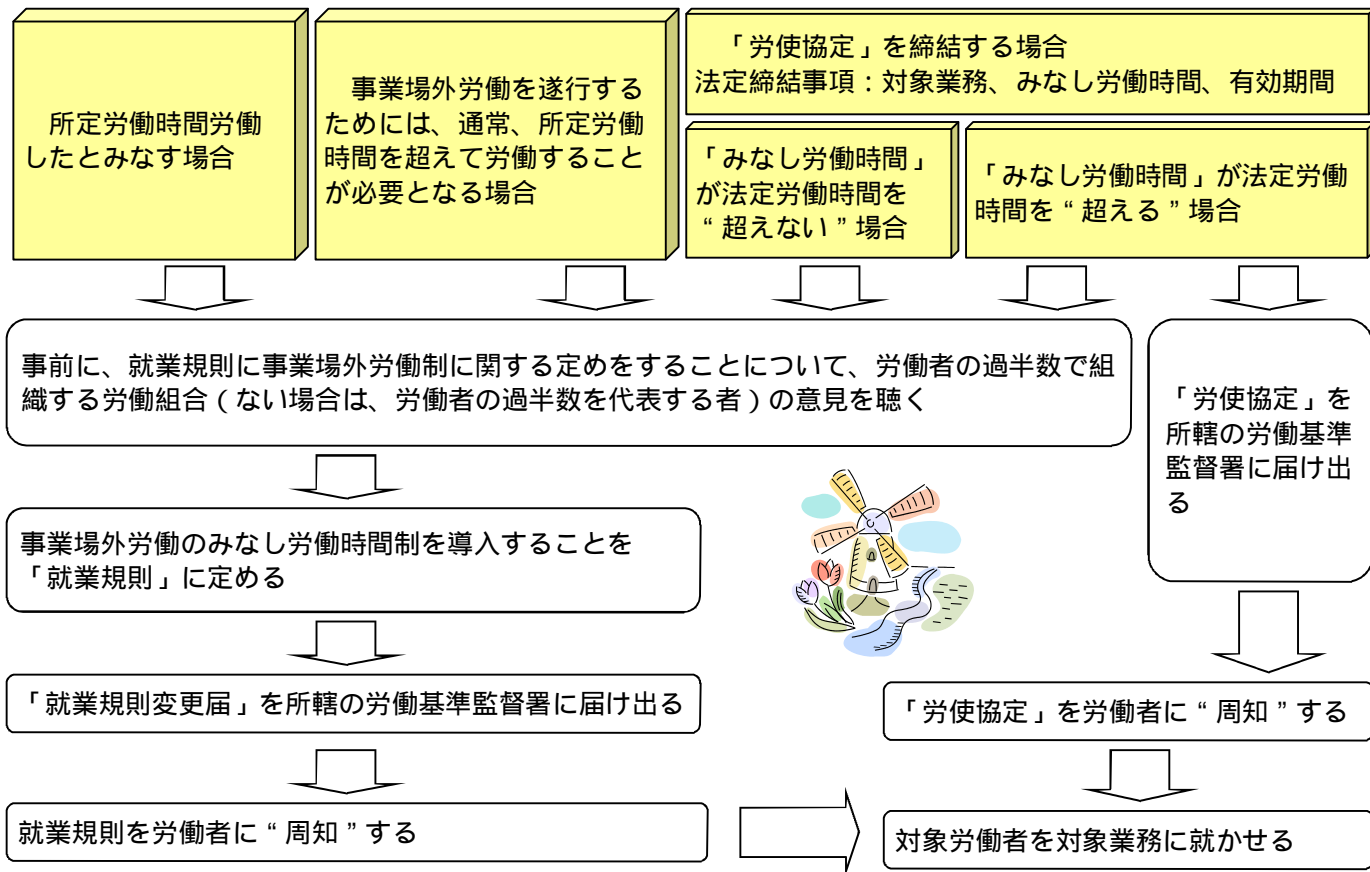 所定労働時間労働
したとみなす場合
事業場外労働を遂行する
ためには、通常、所定労働
時間を超えて労働すること
が必要となる場合
「労使協定」を締結する場合
法定締結事項：対象業務、みなし労働時間、有効期間
「みなし労働時間」
が法定労働時間を
“超えない”場合
「みなし労働時間」が法定労働
時間を“超える”場合
事前に、就業規則に事業場外労働制に関する定めをすることについて、労働者の過半数で組
織する労働組合（ない場合は、労働者の過半数を代表する者）の意見を聴く
「労使協定」を
所轄の労働基準
監督署に届け出
る
事業場外労働のみなし労働時間制を導入することを
「就業規則」に定める
「就業規則変更届」を所轄の労働基準監督署に届け出る
「労使協定」を労働者に“周知”する
就業規則を労働者に“周知”する
対象労働者を対象業務に就かせる